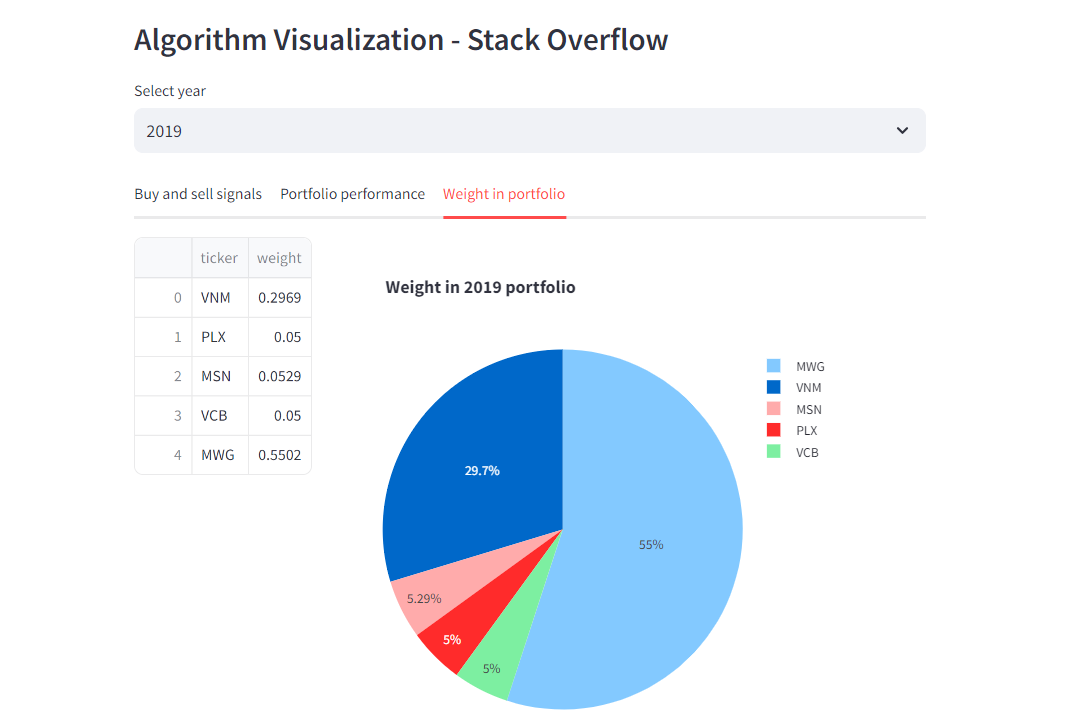 Algorithm Visualization - Stack Overflow
Select year
2019
Buy and sell signals Portfolio performance Weight in portfolio
ticker weight
0 VNM 0.2969
1 PLX 0.05
2 MSN 0.0529
3 VCB 0.05
4 MWG 0.5502
Weight in 2019 portfolio
29.7%
55%
5.29%
5%
5%
MWG
VNM
MSN
PLX
VCB